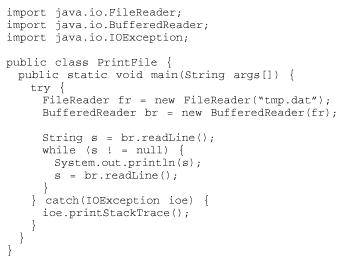 import java.io.FileReader;
import java.io.BufferedReader;
import java.io.IOException;

public class PrintFile {
  public static void main(String args[]) {
    try {
      FileReader fr = new FileReader(“tmp.dat”);
      BufferedReader br = new BufferedReader(fr);

      String s = br.readLine();
      while (s ! = null) {
        System.out.println(s);
        s = br.readLine();
      }
    } catch(IOException ioe) {
      ioe.printStackTrace();
    }
  }
}